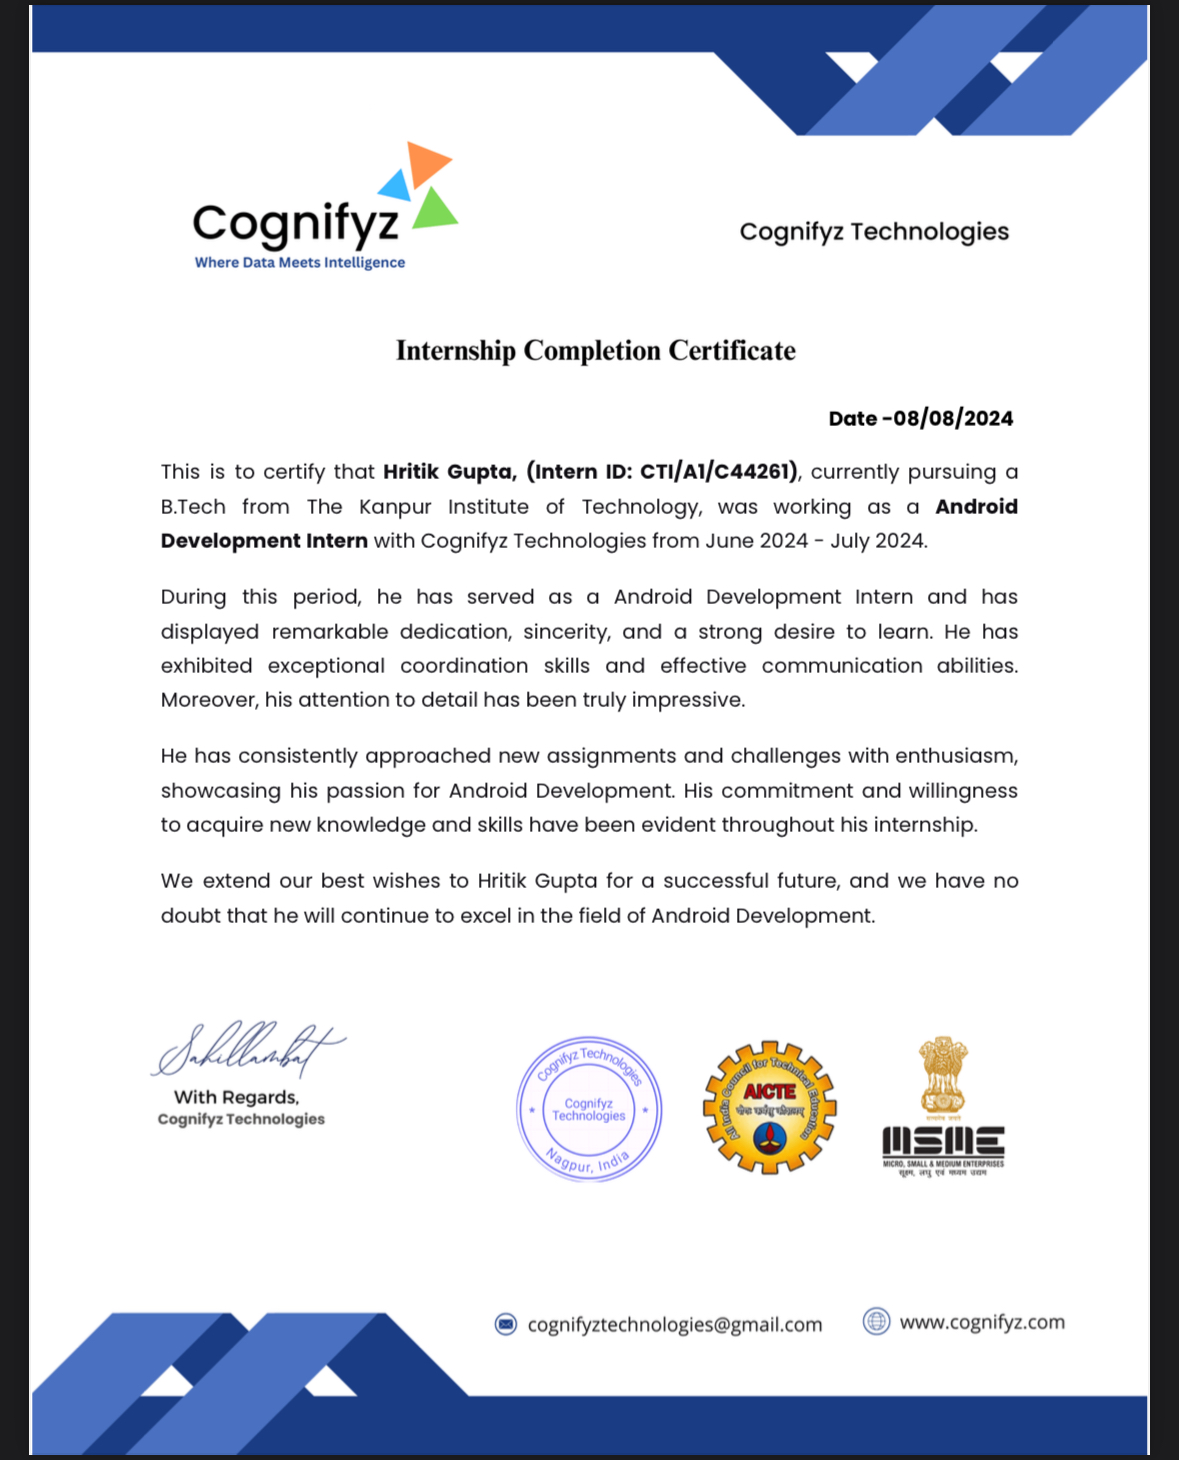 Cognifyz
Where Data Meets Intelligence
Cognifyz Technologies
Internship Completion Certificate
Date -08/08/2024
This is to certify that Hritik Gupta, (Intern ID: CTI/A1/C44261), currently pursuing a
B.Tech from The Kanpur Institute of Technology, was working as a Android
Development Intern with Cognifyz Technologies from June 2024 - July 2024.
During this period, he has served as a Android Development Intern and has
displayed remarkable dedication, sincerity, and a strong desire to learn. He has
exhibited exceptional coordination skills and effective communication abilities.
Moreover, his attention to detail has been truly impressive.
He has consistently approached new assignments and challenges with enthusiasm,
showcasing his passion for Android Development. His commitment and willingness
to acquire new knowledge and skills have been evident throughout his internship.
We extend our best wishes to Hritik Gupta for a successful future, and we have no
doubt that he will continue to excel in the field of Android Development.
With Regards,
Cognifyz Technologies
Cognifyz Technologies
Cognifyz
Technologies
Nagpur, India
All India Council for Technical Education
AICTE
MSME
MICRO, SMALL & MEDIUM ENTERPRISES
सूक्ष्म, लघु एवं मध्यम उद्यम
cognifyztechnologies@gmail.com
www.cognifyz.com